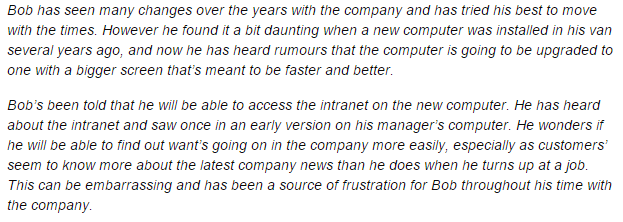 Bob has seen many changes over the years with the company and has tried his best to move
with the times. However he found it a bit daunting when a new computer was installed in his van
several years ago, and now he has heard rumours that the computer is going to be upgraded to
one with a bigger screen that's meant to be faster and better.
Bob's been told that he will be able to access the intranet on the new computer. He has heard
about the intranet and saw once in an early version on his manager's computer. He wonders if
he will be able to find out want's going on in the company more easily, especially as customers'
seem to know more about the latest company news than he does when he turns up at a job.
This can be embarrassing and has been a source of frustration for Bob throughout his time with
the company.